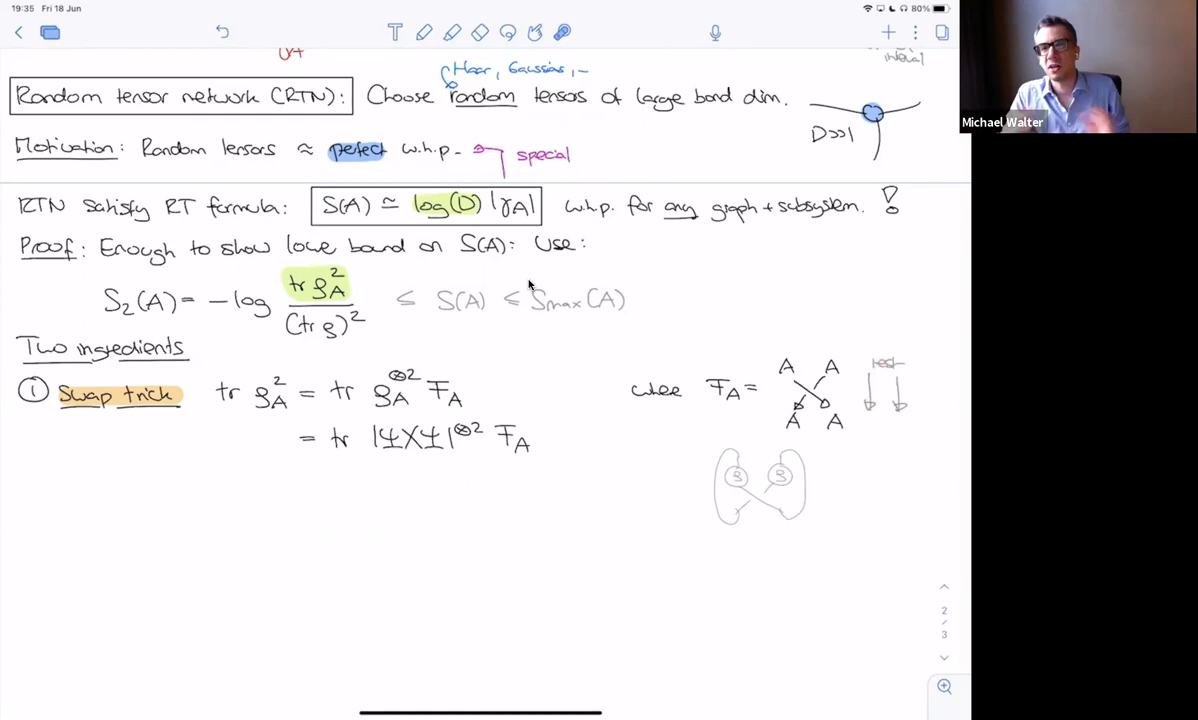 19:35 Fri 18 Jun
80%
Haar, Gaussian, -
Random tensor network (RTN): Choose random tensors of large bond dim.
D>>1
Motivation: Random tensors ≈ perfect w.h.p. special
RTN satisfy RT formula: S(A) ≃ log(D) |γA| w.h.p. for any graph + subsystem. !
Proof: Enough to show lower bound on S(A): Use:
S₂(A) = -log tr ρA² / (tr ρ)² ≤ S(A) ≤ Smax(A)
Two ingredients
① Swap trick tr ρA² = tr ρA⊗² FA where FA = A A A A rest
= tr |Ψ⟩⟨Ψ|⊗² FA
ρ ρ
2
/
3
Michael Walter